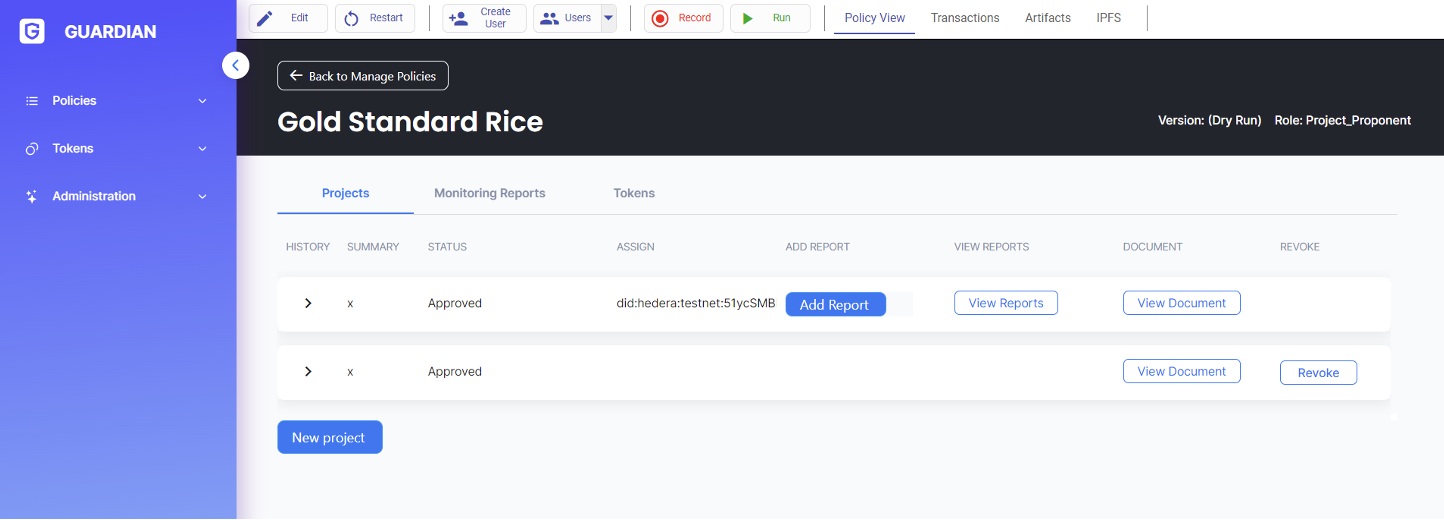 GUARDIAN
Policies
Tokens
Administration
Edit
Restart
Create
User
Users
Record
Run
Policy View
Transactions
Artifacts
IPFS
Back to Manage Policies
Gold Standard Rice
Version: (Dry Run)
Role: Project_Proponent
Projects
Monitoring Reports
Tokens
HISTORY
SUMMARY
STATUS
ASSIGN
ADD REPORT
VIEW REPORTS
DOCUMENT
REVOKE
x
Approved
did:hedera:testnet:51ycSMB
Add Report
View Reports
View Document
x
Approved
View Document
Revoke
New project